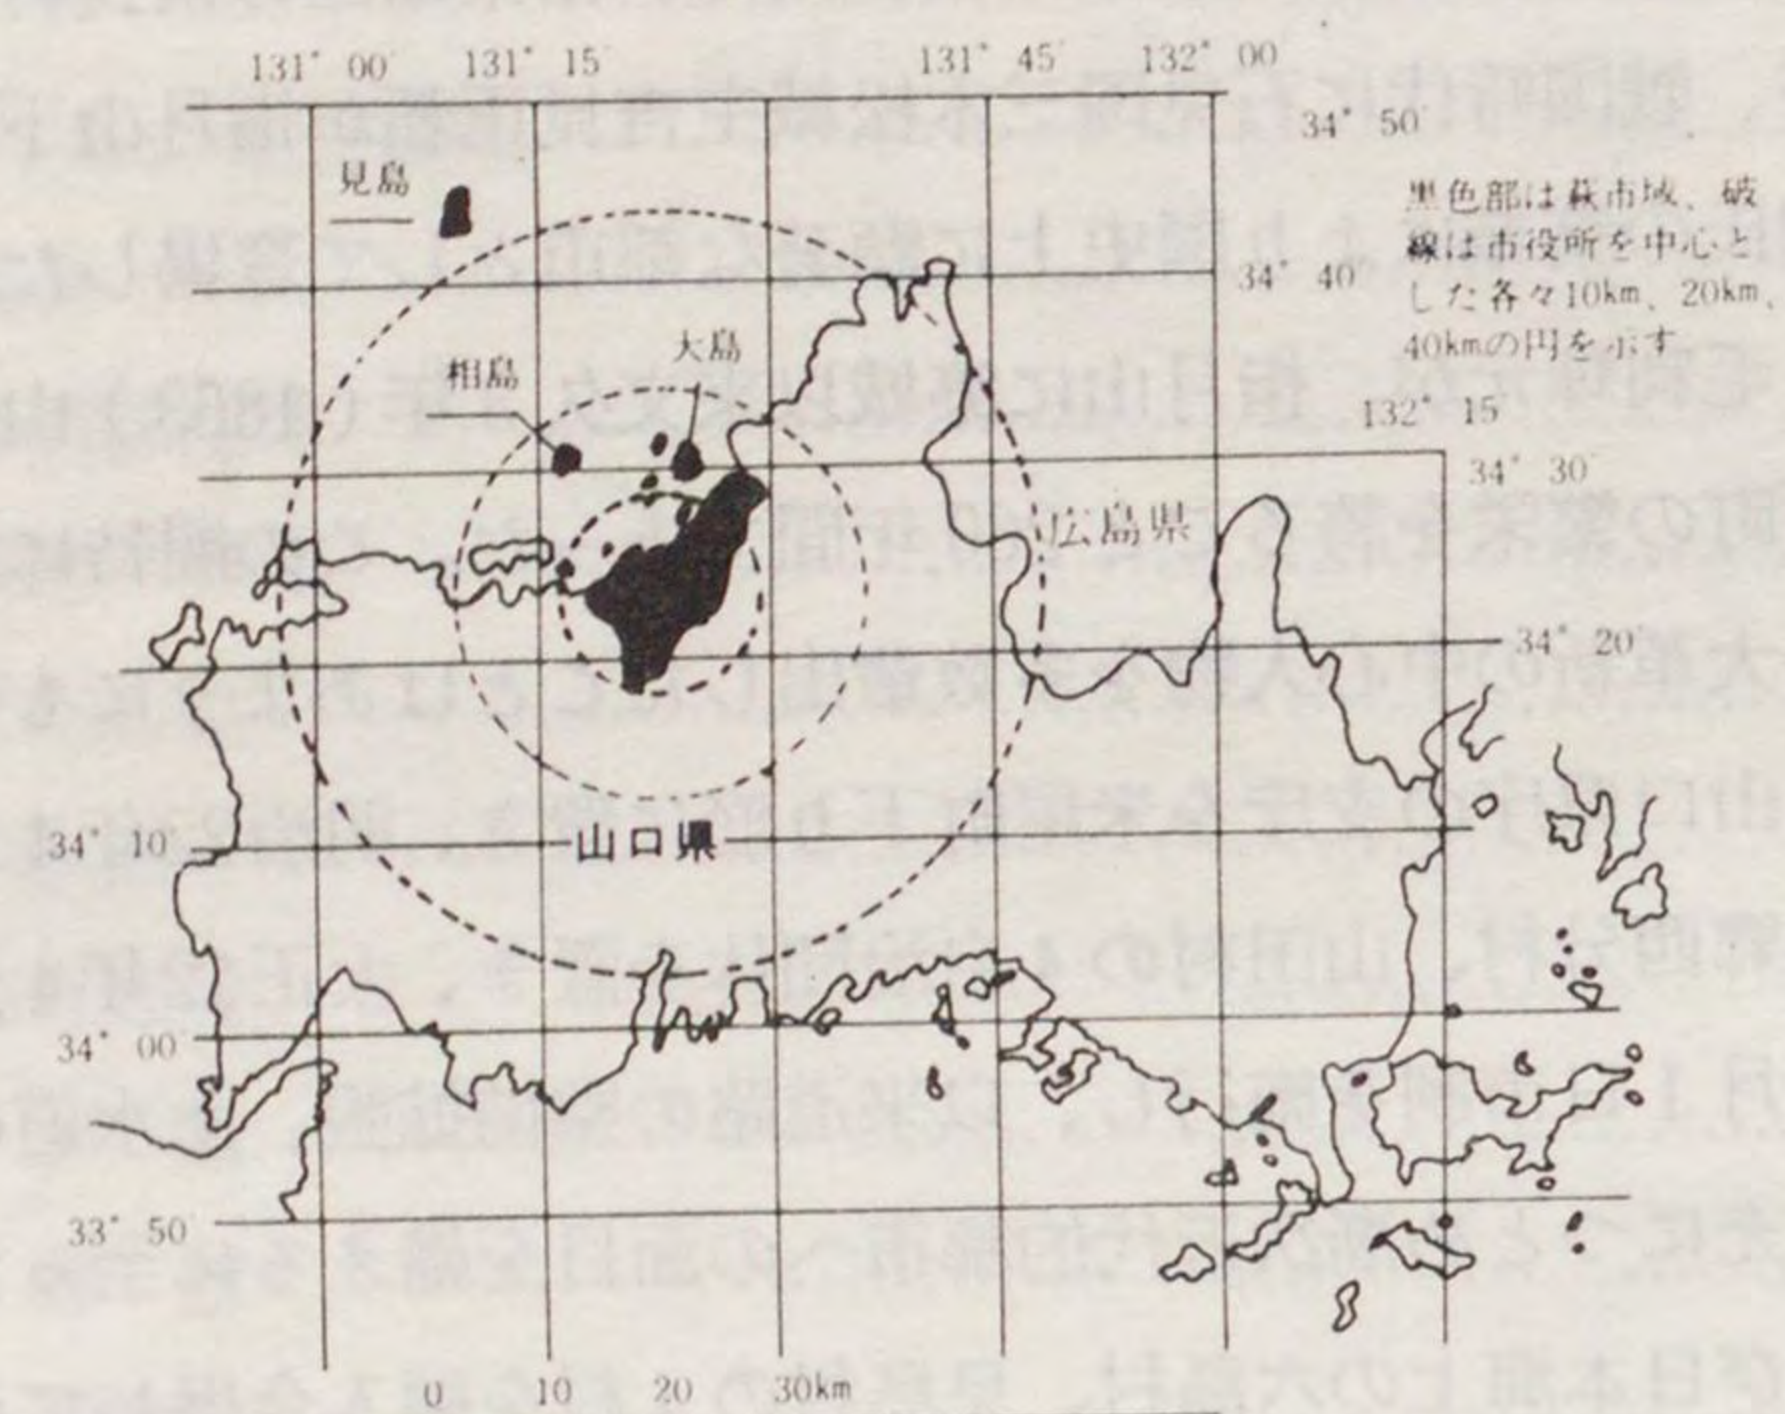 131° 00′ 131° 15′ 131° 45′ 132° 00
34° 50′
見島
黒色部は萩市域、破
線は市役所を中心と
した各々10km、20km、
40kmの円を示す
34° 40′
相島
大島
132° 15
34° 30′
広島県
34° 20′
34° 10′
山口県
34° 00′
33° 50′
0 10 20 30km